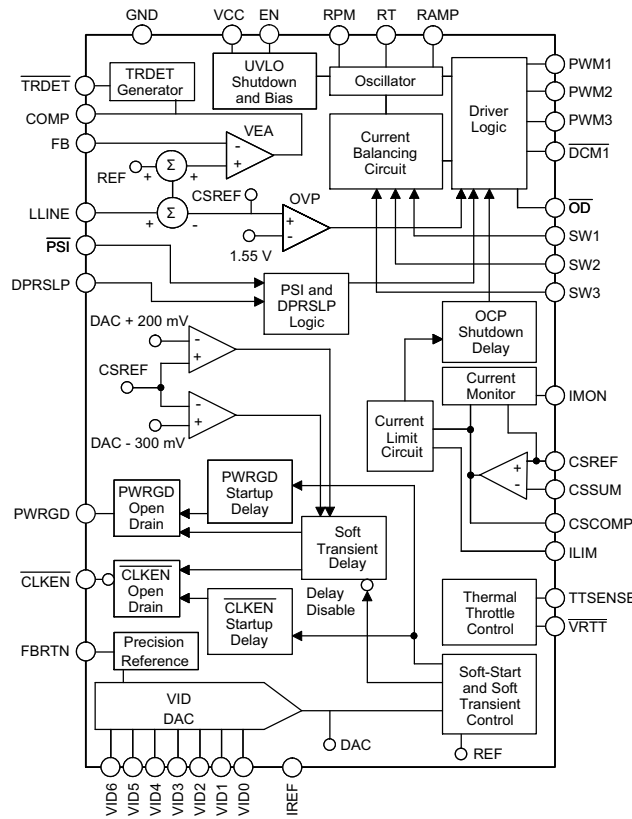 GND
VCC
EN
RPM
RT
RAMP
TRDET
COMP
FB
LLINE
PSI
DPRSLP
PWRGD
CLKEN
FBRTN
TRDET
Generator
UVLO
Shutdown
and Bias
Oscillator
Driver
Logic
Current
Balancing
Circuit
VEA
-
+
REF
+
+
Σ
+
Σ
-
CSREF
OVP
+
-
1.55 V
PSI and
DPRSLP
Logic
DAC + 200 mV
-
+
CSREF
-
+
DAC - 300 mV
OCP
Shutdown
Delay
Current
Monitor
Current
Limit
Circuit
+
-
PWRGD
Open
Drain
PWRGD
Startup
Delay
Soft
Transient
Delay
CLKEN
Open
Drain
CLKEN
Startup
Delay
Delay
Disable
Thermal
Throttle
Control
Precision
Reference
VID
DAC
DAC
Soft-Start
and Soft
Transient
Control
REF
PWM1
PWM2
PWM3
DCM1
OD
SW1
SW2
SW3
IMON
CSREF
CSSUM
CSCOMP
ILIM
TTSENSE
VRTT
VID6
VID5
VID4
VID3
VID2
VID1
VID0
IREF